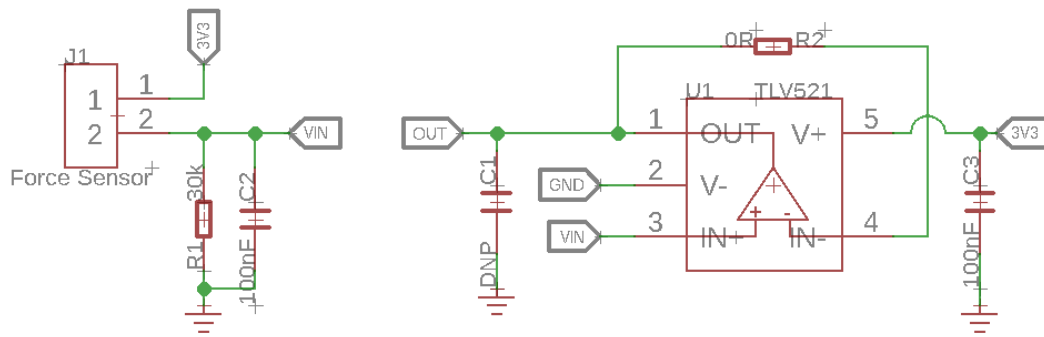 J1
3V3
1
1
2
2
Force Sensor
VIN
30k
R1
C2
100nF
OUT
C1
DNP
GND
VIN
0R
R2
U1
TLV521
1
OUT
V+
5
2
V-
3
IN+
IN-
4
+
-
3V3
C3
100nF